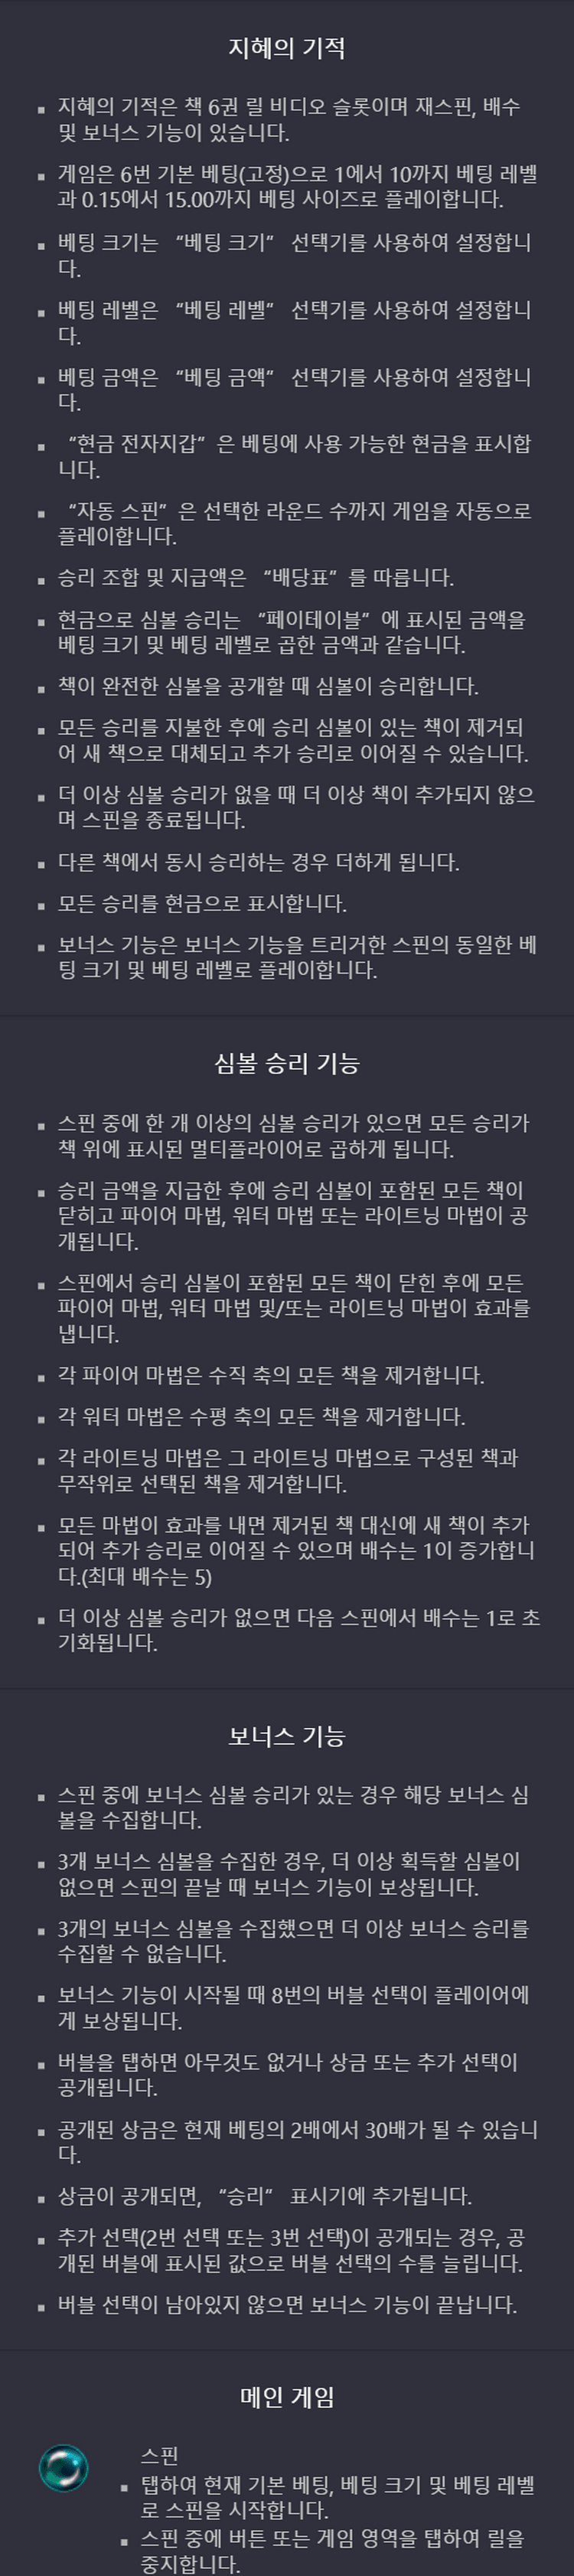 지혜의 기적
▪ 지혜의 기적은 책 6권 릴 비디오 슬롯이며 재스핀, 배수
및 보너스 기능이 있습니다.
▪ 게임은 6번 기본 베팅(고정)으로 1에서 10까지 베팅 레벨
과 0.15에서 15.00까지 베팅 사이즈로 플레이합니다.
▪ 베팅 크기는 “베팅 크기” 선택기를 사용하여 설정합니
다.
▪ 베팅 레벨은 “베팅 레벨” 선택기를 사용하여 설정합니
다.
▪ 베팅 금액은 “베팅 금액” 선택기를 사용하여 설정합니
다.
▪ “현금 전자지갑”은 베팅에 사용 가능한 현금을 표시합
니다.
▪ “자동 스핀”은 선택한 라운드 수까지 게임을 자동으로
플레이합니다.
▪ 승리 조합 및 지급액은 “배당표”를 따릅니다.
▪ 현금으로 심볼 승리는 “페이테이블”에 표시된 금액을
베팅 크기 및 베팅 레벨로 곱한 금액과 같습니다.
▪ 책이 완전한 심볼을 공개할 때 심볼이 승리합니다.
▪ 모든 승리를 지불한 후에 승리 심볼이 있는 책이 제거되
어 새 책으로 대체되고 추가 승리로 이어질 수 있습니다.
▪ 더 이상 심볼 승리가 없을 때 더 이상 책이 추가되지 않으
며 스핀을 종료됩니다.
▪ 다른 책에서 동시 승리하는 경우 더하게 됩니다.
▪ 모든 승리를 현금으로 표시합니다.
▪ 보너스 기능은 보너스 기능을 트리거한 스핀의 동일한 베
팅 크기 및 베팅 레벨로 플레이합니다.
심볼 승리 기능
▪ 스핀 중에 한 개 이상의 심볼 승리가 있으면 모든 승리가
책 위에 표시된 멀티플라이어로 곱하게 됩니다.
▪ 승리 금액을 지급한 후에 승리 심볼이 포함된 모든 책이
닫히고 파이어 마법, 워터 마법 또는 라이트닝 마법이 공
개됩니다.
▪ 스핀에서 승리 심볼이 포함된 모든 책이 닫힌 후에 모든
파이어 마법, 워터 마법 및/또는 라이트닝 마법이 효과를
냅니다.
▪ 각 파이어 마법은 수직 축의 모든 책을 제거합니다.
▪ 각 워터 마법은 수평 축의 모든 책을 제거합니다.
▪ 각 라이트닝 마법은 그 라이트닝 마법으로 구성된 책과
무작위로 선택된 책을 제거합니다.
▪ 모든 마법이 효과를 내면 제거된 책 대신에 새 책이 추가
되어 추가 승리로 이어질 수 있으며 배수는 1이 증가합니
다.(최대 배수는 5)
▪ 더 이상 심볼 승리가 없으면 다음 스핀에서 배수는 1로 초
기화됩니다.
보너스 기능
▪ 스핀 중에 보너스 심볼 승리가 있는 경우 해당 보너스 심
볼을 수집합니다.
▪ 3개 보너스 심볼을 수집한 경우, 더 이상 획득할 심볼이
없으면 스핀의 끝날 때 보너스 기능이 보상됩니다.
▪ 3개의 보너스 심볼을 수집했으면 더 이상 보너스 승리를
수집할 수 없습니다.
▪ 보너스 기능이 시작될 때 8번의 버블 선택이 플레이어에
게 보상됩니다.
▪ 버블을 탭하면 아무것도 없거나 상금 또는 추가 선택이
공개됩니다.
▪ 공개된 상금은 현재 베팅의 2배에서 30배가 될 수 있습니
다.
▪ 상금이 공개되면, “승리” 표시기에 추가됩니다.
▪ 추가 선택(2번 선택 또는 3번 선택)이 공개되는 경우, 공
개된 버블에 표시된 값으로 버블 선택의 수를 늘립니다.
▪ 버블 선택이 남아있지 않으면 보너스 기능이 끝납니다.
메인 게임
스핀
▪ 탭하여 현재 기본 베팅, 베팅 크기 및 베팅 레벨
로 스핀을 시작합니다.
▪ 스핀 중에 버튼 또는 게임 영역을 탭하여 릴을
중지합니다.